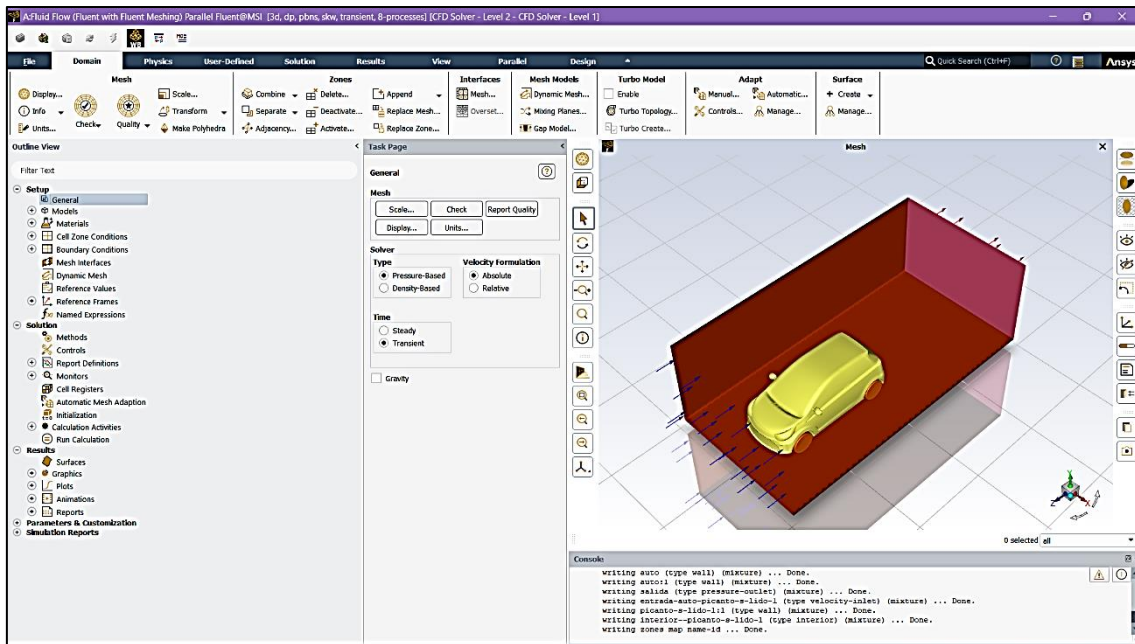 A:Fluid Flow (Fluent with Fluent Meshing) Parallel Fluent@MSI [3d, dp, pbns, skw, transient, 8-processes] [CFD Solver - Level 2 - CFD Solver - Level 1]
File Domain Physics User-Defined Solution Results View Parallel Design Quick Search (Ctrl+F) Ansys
Mesh
Display...
Info
Units...
Check
Quality
Scale...
Transform
Make Polyhedra
Zones
Combine
Separate
Adjacency...
Delete...
Deactivate...
Activate...
Append
Replace Mesh...
Replace Zone...
Interfaces
Mesh...
Overset...
Mesh Models
Dynamic Mesh...
Mixing Planes...
Gap Model...
Turbo Model
Enable
Turbo Topology...
Turbo Create...
Adapt
Manual...
Controls...
Automatic...
Manage...
Surface
+ Create
Manage...
Outline View
Filter Text
Setup
General
Models
Materials
Cell Zone Conditions
Boundary Conditions
Mesh Interfaces
Dynamic Mesh
Reference Values
Reference Frames
Named Expressions
Solution
Methods
Controls
Report Definitions
Monitors
Cell Registers
Automatic Mesh Adaption
Initialization
Calculation Activities
Run Calculation
Results
Surfaces
Graphics
Plots
Animations
Reports
Parameters & Customization
Simulation Reports
Task Page
General
Mesh
Scale... Check Report Quality
Display... Units...
Solver
Type
Pressure-Based
Density-Based
Velocity Formulation
Absolute
Relative
Time
Steady
Transient
Gravity
Mesh
Y
Z
X
0 selected all
Console
writing auto (type wall) (mixture) ... Done.
writing auto:1 (type wall) (mixture) ... Done.
writing salida (type pressure-outlet) (mixture) ... Done.
writing entrada-auto-picanto-s-lido-1 (type velocity-inlet) (mixture) ... Done.
writing picanto-s-lido-1:1 (type wall) (mixture) ... Done.
writing interior--picanto-s-lido-1 (type interior) (mixture) ... Done.
writing zones map name-id ... Done.